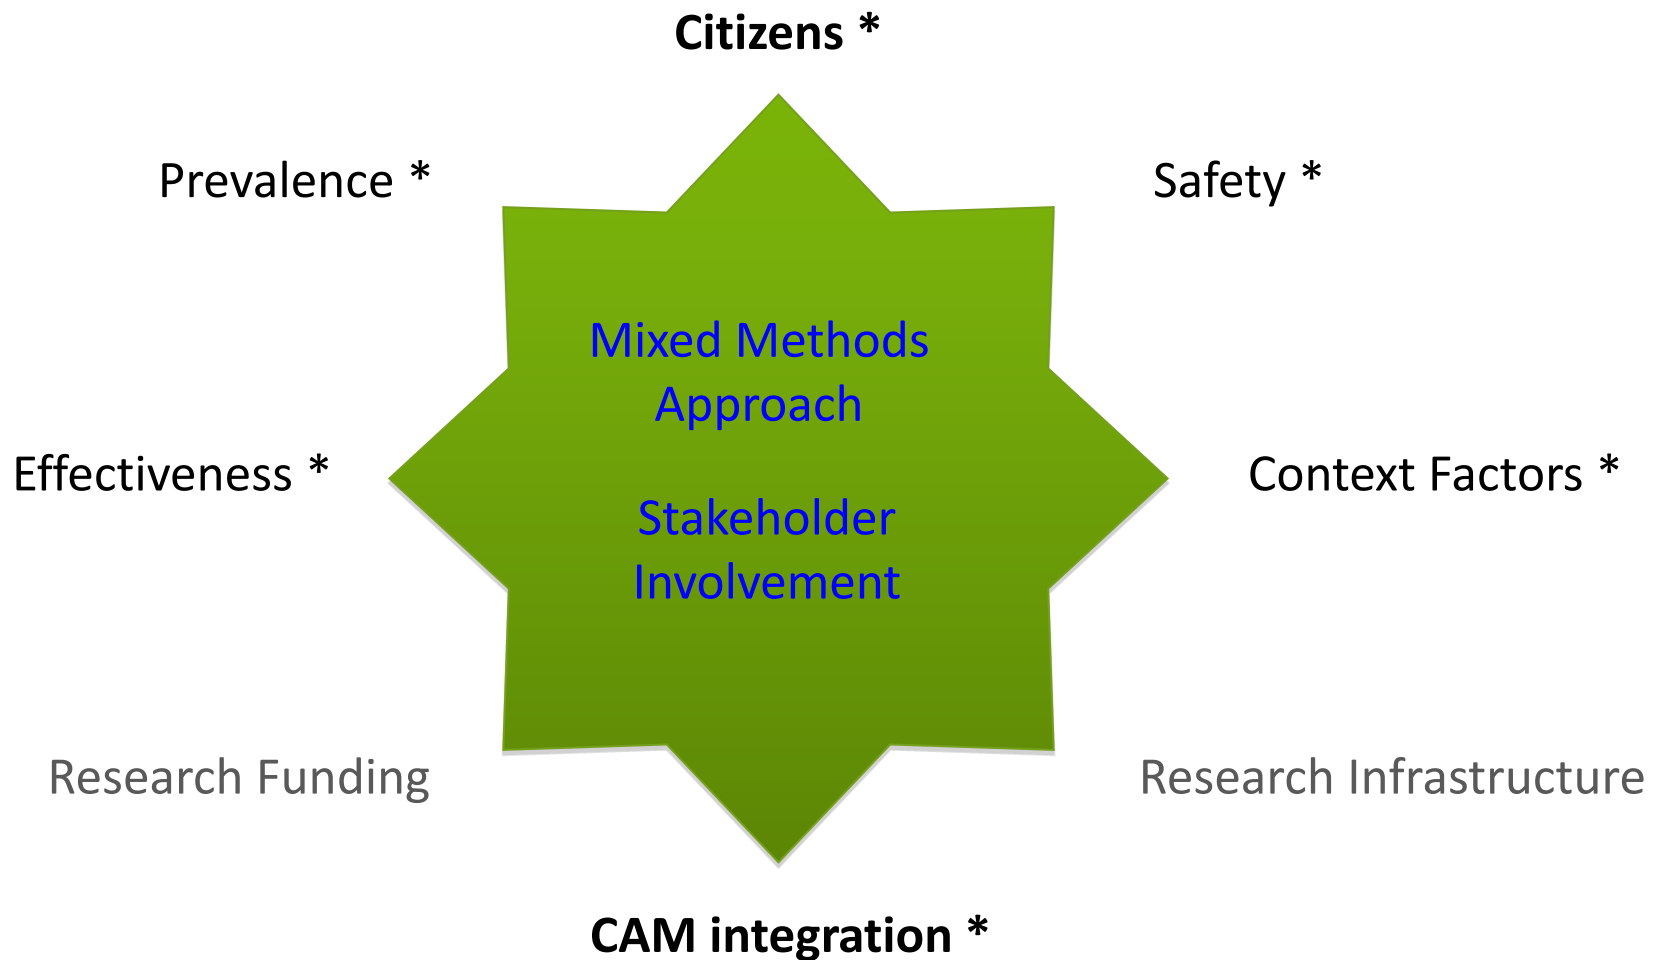 Citizens *
Prevalence *
Safety *
Mixed Methods
Approach
Effectiveness *
Context Factors *
Stakeholder
Involvement
Research Funding
Research Infrastructure
CAM integration *